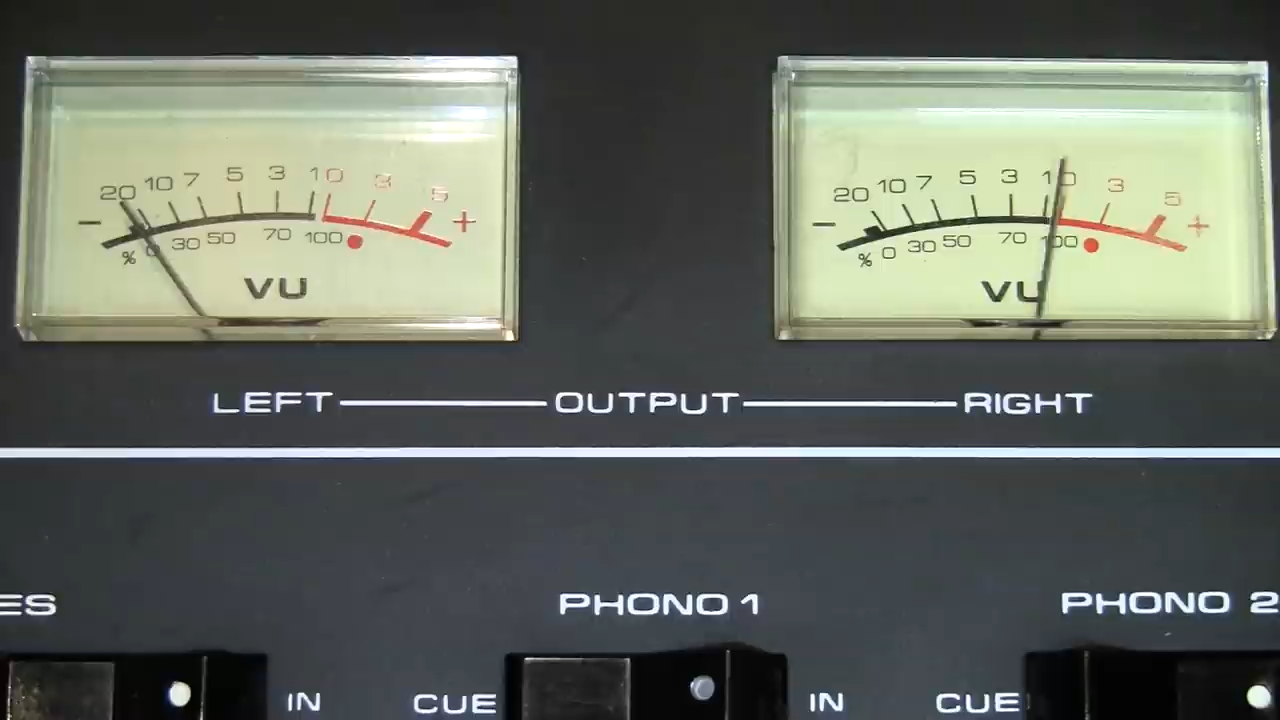 20 10 7 5 3 1 0 3 5
− +
% 0 30 50 70 100
VU
20 10 7 5 3 1 0 3 5
− +
% 0 30 50 70 100
VU
LEFT OUTPUT RIGHT
ES PHONO 1 PHONO 2
IN CUE IN CUE